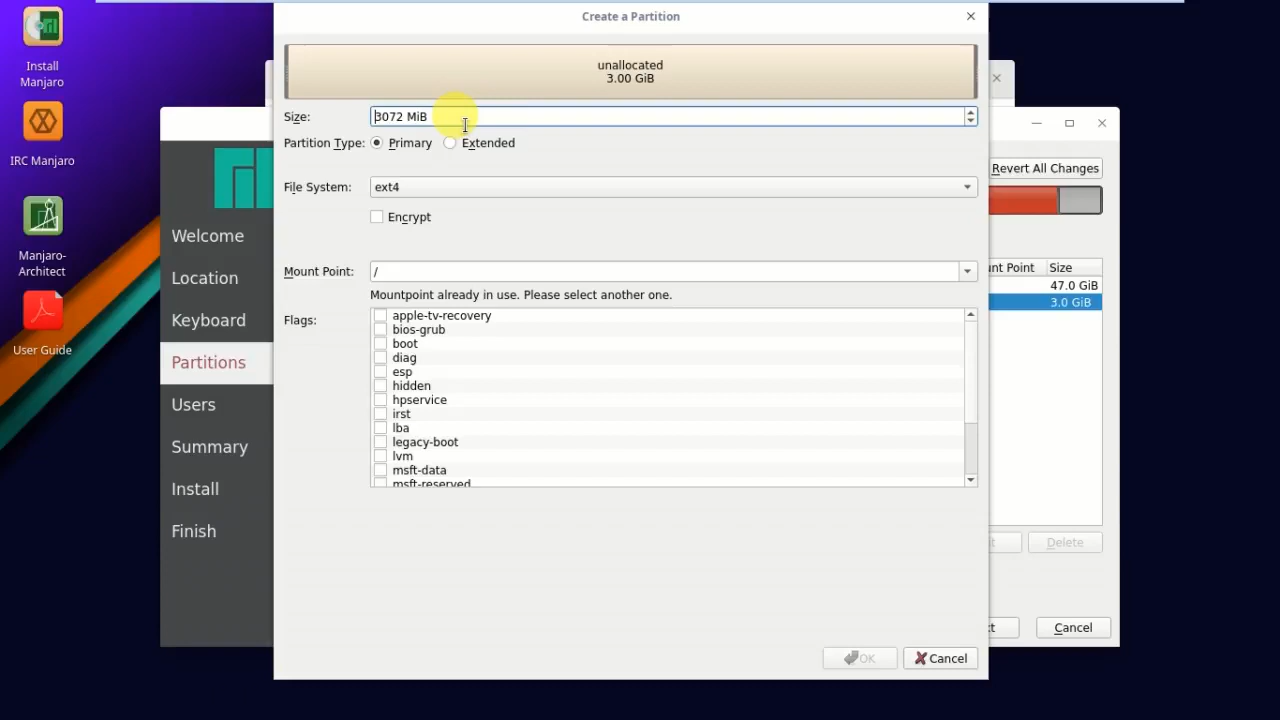 Create a Partition
Install
Manjaro
IRC Manjaro
Manjaro-
Architect
User Guide
unallocated
3.00 GiB
Size: 3072 MiB
Partition Type: Primary Extended
File System: ext4
Encrypt
Mount Point: /
Mountpoint already in use. Please select another one.
Flags:
apple-tv-recovery
bios-grub
boot
diag
esp
hidden
hpservice
irst
lba
legacy-boot
lvm
msft-data
msft-reserved
OK Cancel
Welcome
Location
Keyboard
Partitions
Users
Summary
Install
Finish
Revert All Changes
Point Size
47.0 GiB
3.0 GiB
Delete
Cancel